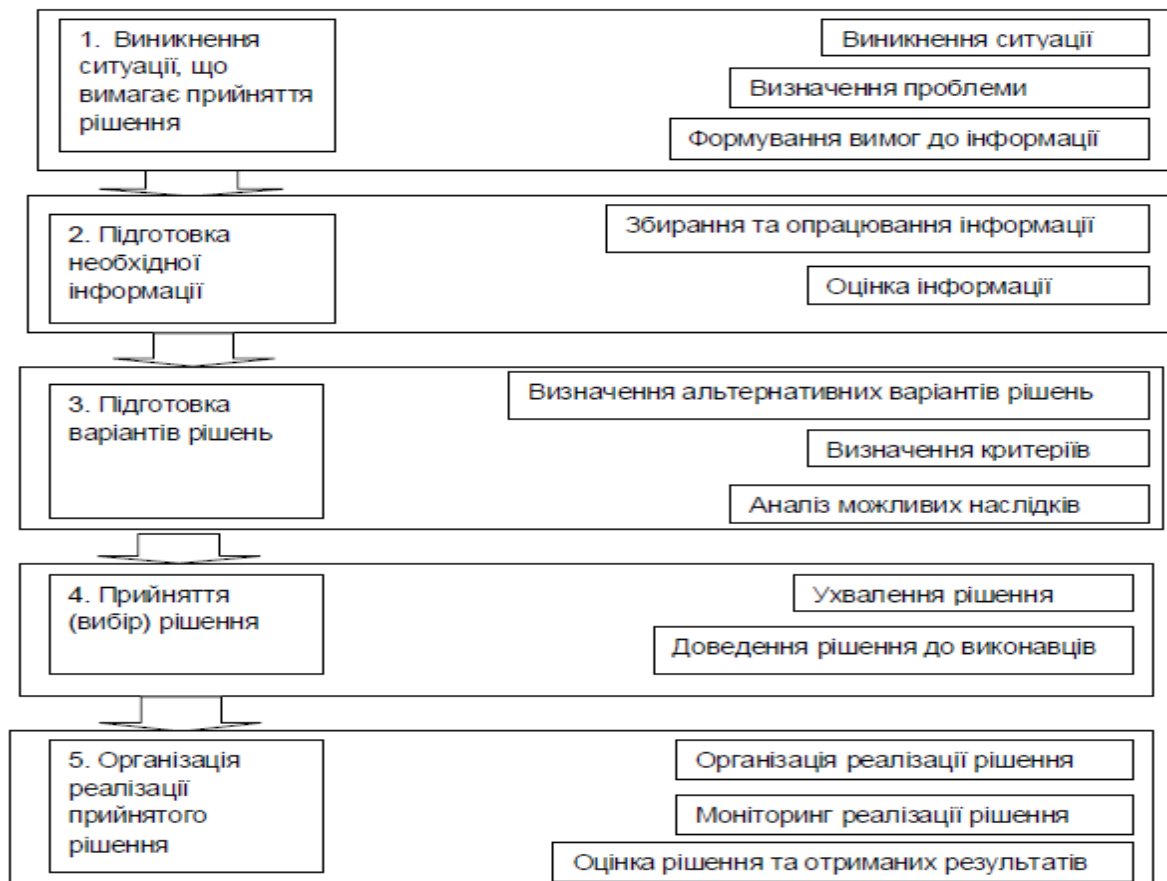 1. Виникнення
ситуації, що
вимагає прийняття
рішення
Виникнення ситуації
Визначення проблеми
Формування вимог до інформації
2. Підготовка
необхідної
інформації
Збирання та опрацювання інформації
Оцінка інформації
3. Підготовка
варіантів рішень
Визначення альтернативних варіантів рішень
Визначення критеріїв
Аналіз можливих наслідків
4. Прийняття
(вибір) рішення
Ухвалення рішення
Доведення рішення до виконавців
5. Організація
реалізації
прийнятого
рішення
Організація реалізації рішення
Моніторинг реалізації рішення
Оцінка рішення та отриманих результатів